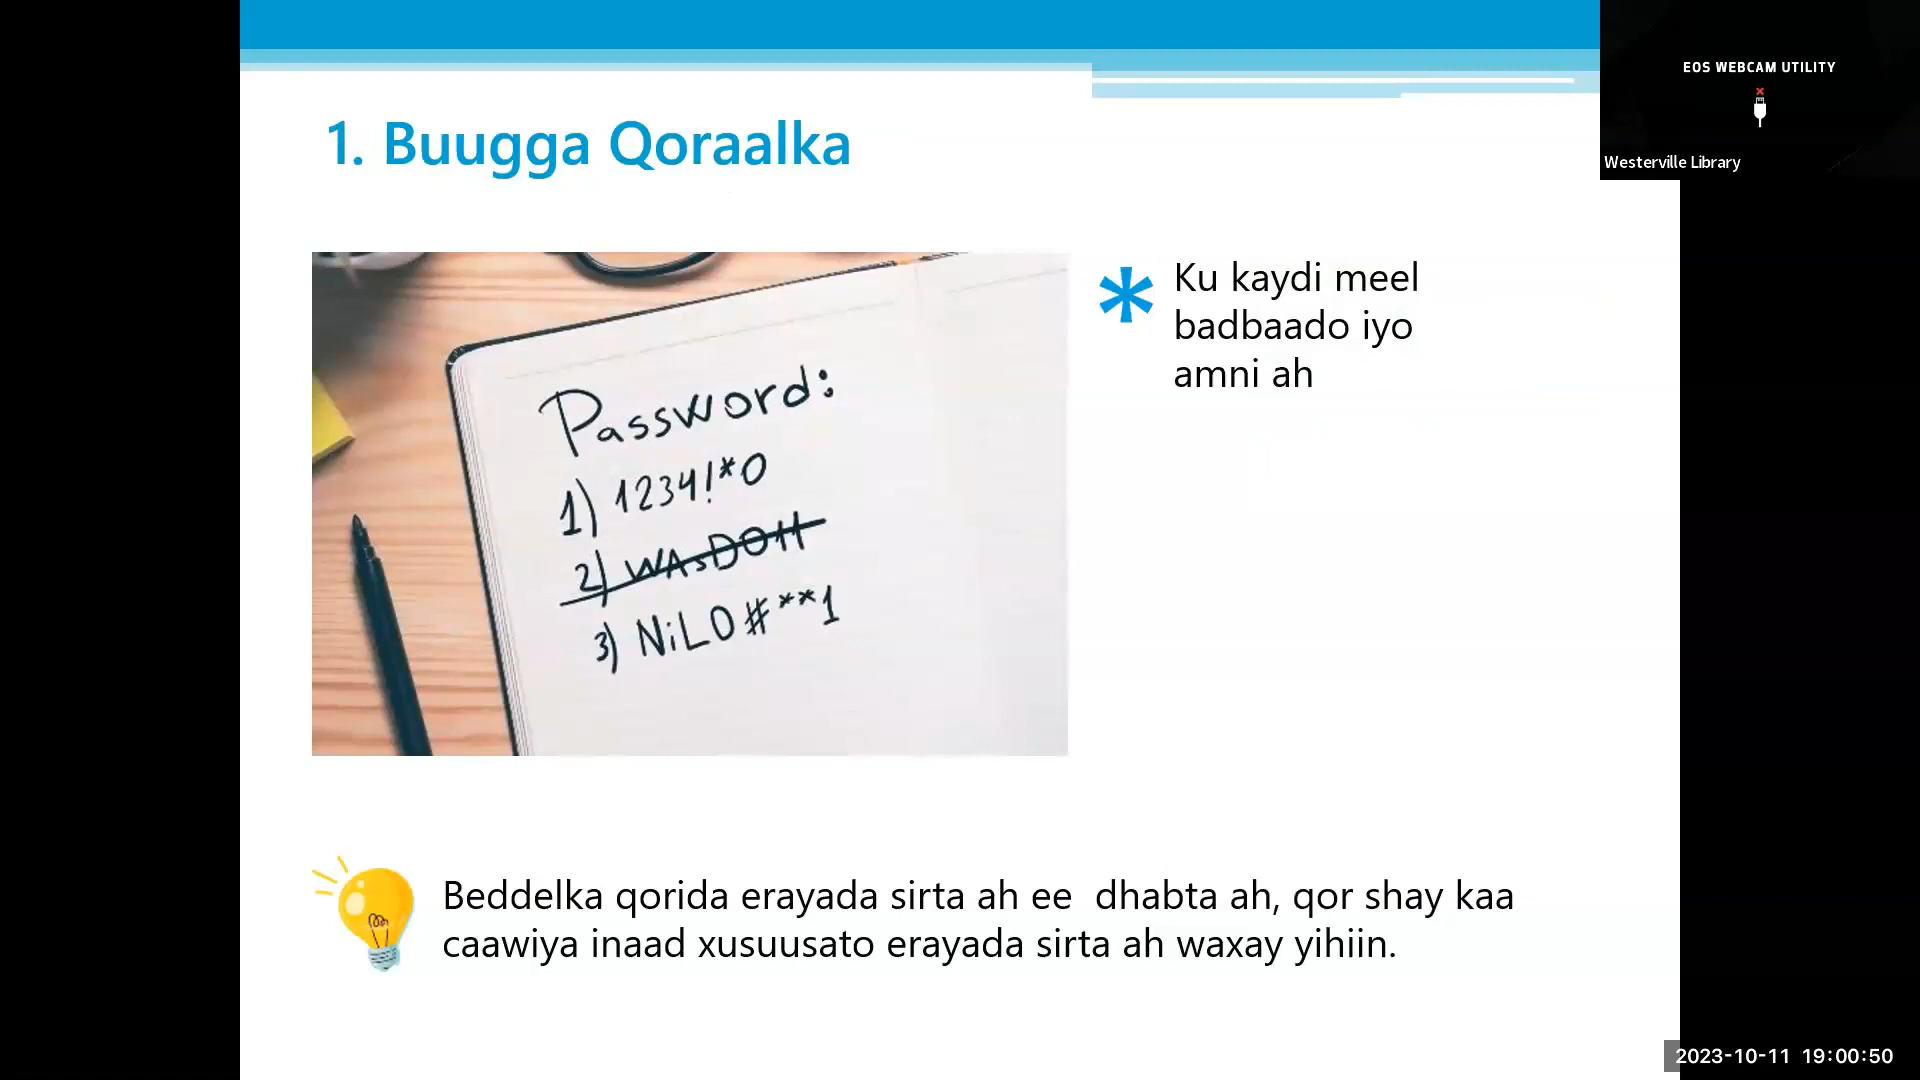 EOS WEBCAM UTILITY
Westerville Library
1. Buugga Qoraalka
Ku kaydi meel
badbaado iyo
amni ah
Password:
1) 1234!*0
2) WAsDOH
3) NiLO#**1
Beddelka qorida erayada sirta ah ee  dhabta ah, qor shay kaa
caawiya inaad xusuusato erayada sirta ah waxay yihiin.
2023-10-11 19:00:50